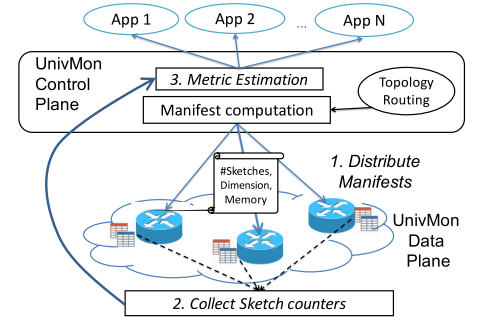 App 1
App 2
...
App N
UnivMon
Control
Plane
3. Metric Estimation
Manifest computation
Topology
Routing
#Sketches,
Dimension,
Memory
1. Distribute
Manifests
UnivMon
Data
Plane
2. Collect Sketch counters